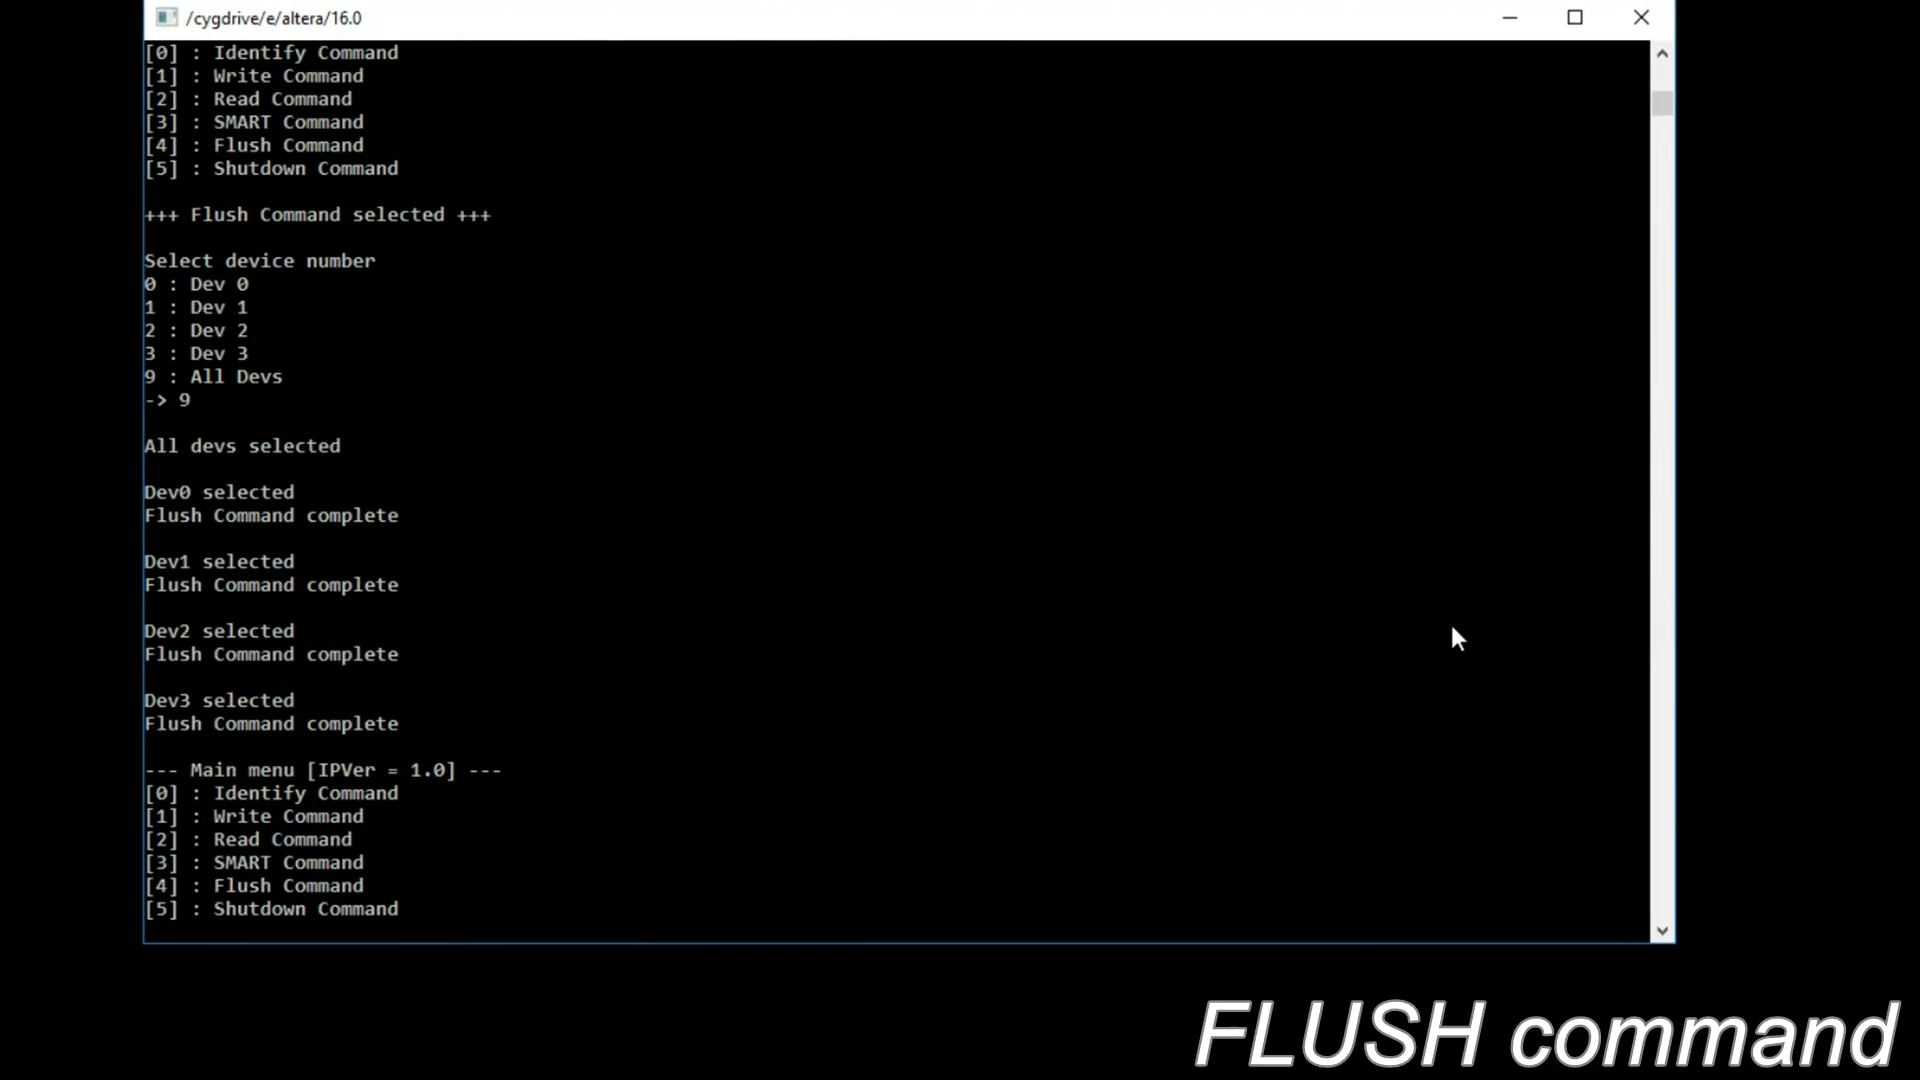 /cygdrive/e/altera/16.0
[0] : Identify Command
[1] : Write Command
[2] : Read Command
[3] : SMART Command
[4] : Flush Command
[5] : Shutdown Command
+++ Flush Command selected +++
Select device number
0 : Dev 0
1 : Dev 1
2 : Dev 2
3 : Dev 3
9 : All Devs
-> 9
All devs selected
Dev0 selected
Flush Command complete
Dev1 selected
Flush Command complete
Dev2 selected
Flush Command complete
Dev3 selected
Flush Command complete
--- Main menu [IPVer = 1.0] ---
[0] : Identify Command
[1] : Write Command
[2] : Read Command
[3] : SMART Command
[4] : Flush Command
[5] : Shutdown Command
FLUSH command